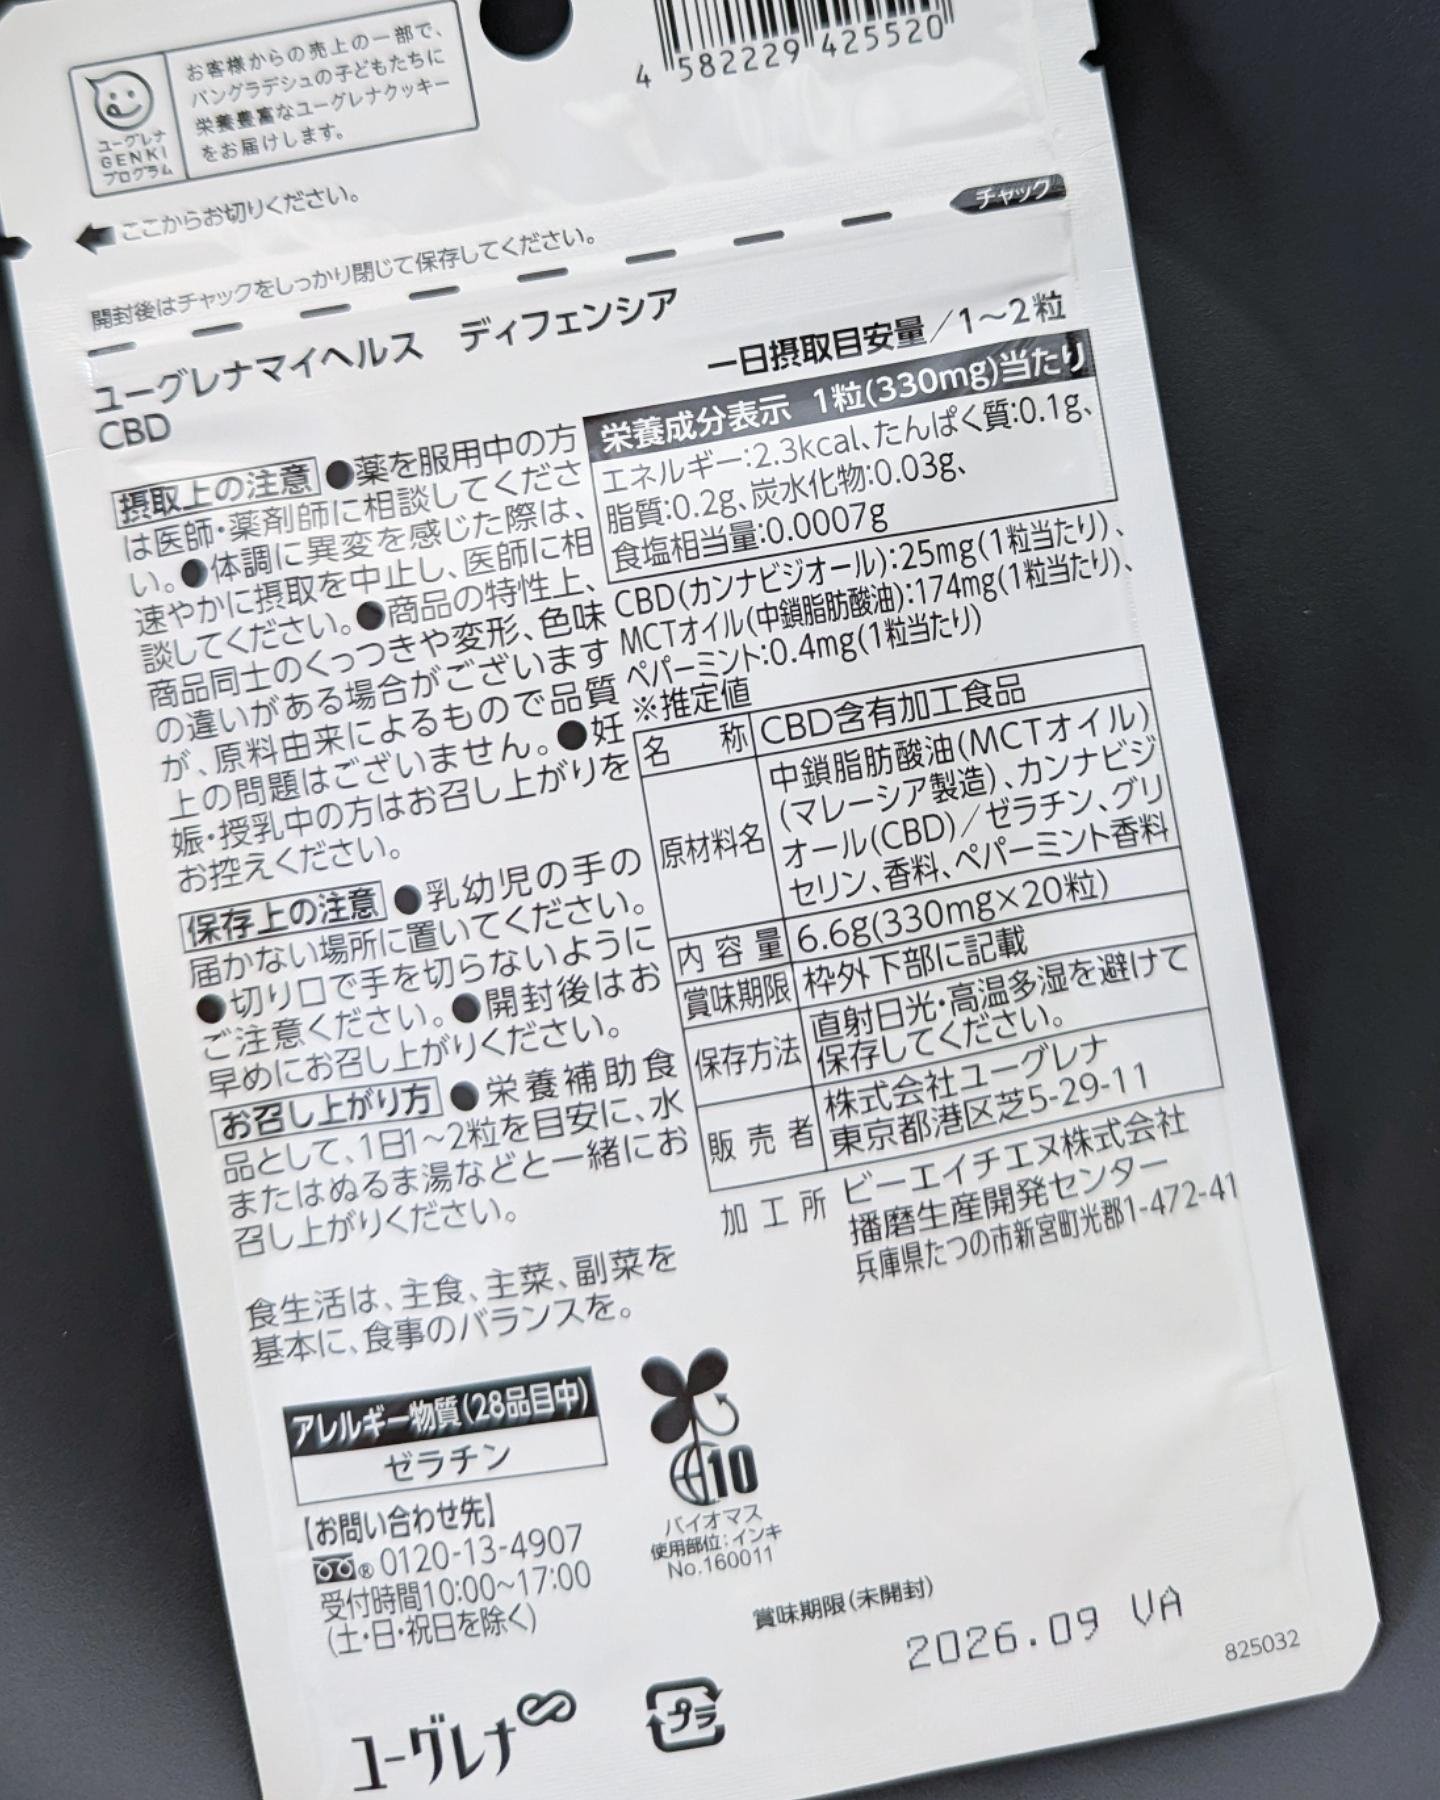 お客様からの売上の一部で、
バングラデシュの子どもたちに
栄養豊富なユーグレナクッキー
をお届けします。
ユーグレナ
GENKI
プログラム
4 582229 425520
ここからお切りください。
チャック
開封後はチャックをしっかり閉じて保存してください。
ユーグレナマイヘルス ディフェンシア
CBD
摂取上の注意 ●薬を服用中の方
は医師・薬剤師に相談してくださ
い。●体調に異変を感じた際は、
速やかに摂取を中止し、医師に相
談してください。●商品の特性上、
商品同士のくっつきや変形、色味
の違いがある場合がございます
が、原料由来によるもので品質
上の問題はございません。●妊
娠・授乳中の方はお召し上がりを
お控えください。
保存上の注意 ●乳幼児の手の
届かない場所に置いてください。
●切り口で手を切らないように
ご注意ください。●開封後はお
早めにお召し上がりください。
お召し上がり方 ●栄養補助食
品として、1日1~2粒を目安に、水
またはぬるま湯などと一緒にお
召し上がりください。
食生活は、主食、主菜、副菜を
基本に、食事のバランスを。
一日摂取目安量/1~2粒
栄養成分表示 1粒(330mg)当たり
エネルギー:2.3kcal、たんぱく質:0.1g、
脂質:0.2g、炭水化物:0.03g、
食塩相当量:0.0007g
CBD(カンナビジオール):25mg(1粒当たり)、
MCTオイル(中鎖脂肪酸油):174mg(1粒当たり)、
ペパーミント:0.4mg(1粒当たり)
※推定値
名称 CBD含有加工食品
原材料名 中鎖脂肪酸油(MCTオイル)
(マレーシア製造)、カンナビジ
オール(CBD)/ゼラチン、グリ
セリン、香料、ペパーミント香料
内容量 6.6g(330mg×20粒)
賞味期限 枠外下部に記載
保存方法 直射日光・高温多湿を避けて
保存してください。
販売者 株式会社ユーグレナ
東京都港区芝5-29-11
加工所 ビーエイチエヌ株式会社
播磨生産開発センター
兵庫県たつの市新宮町光都1-472-41
アレルギー物質(28品目中)
ゼラチン
【お問い合わせ先】
® 0120-13-4907
受付時間10:00~17:00
(土・日・祝日を除く)
10
バイオマス
使用部位:インキ
No.160011
賞味期限(未開封)
2026.09 VA
825032
ユーグレナ
プラ